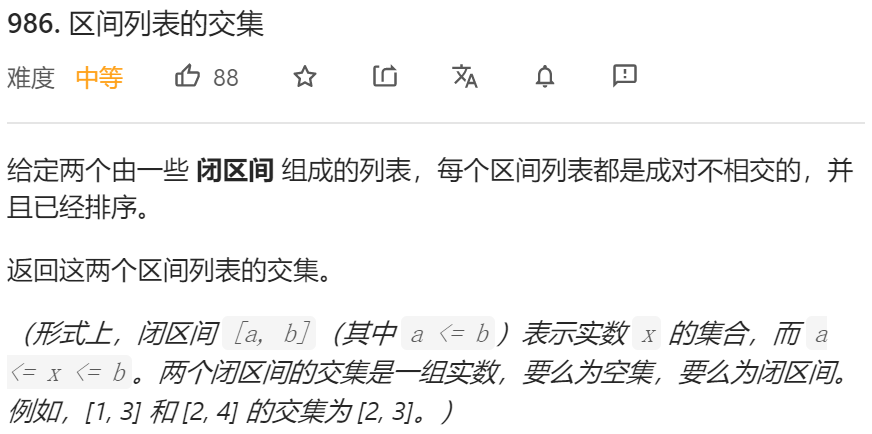 986. 区间列表的交集
难度 中等 88
给定两个由一些 闭区间 组成的列表，每个区间列表都是成对不相交的，并
且已经排序。
返回这两个区间列表的交集。
（形式上，闭区间 [a, b]（其中 a <= b）表示实数 x 的集合，而 a
<= x <= b。两个闭区间的交集是一组实数，要么为空集，要么为闭区间。
例如，[1, 3] 和 [2, 4] 的交集为 [2, 3]。）